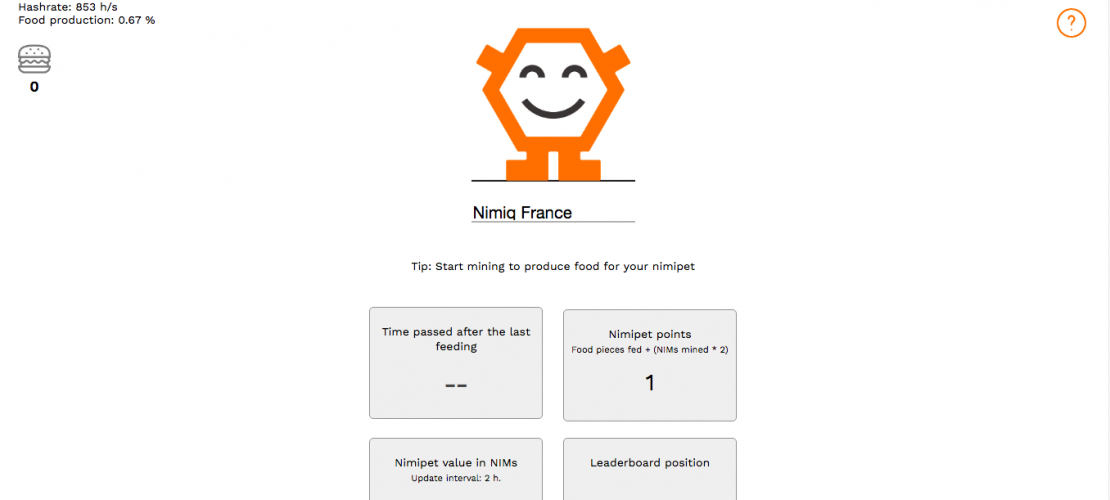 Hashrate: 853 h/s
Food production: 0.67 %
?
0
Nimiq France
Tip: Start mining to produce food for your nimipet
Time passed after the last
feeding
--
Nimipet points
Food pieces fed + (NIMs mined * 2)
1
Nimipet value in NIMs
Update interval: 2 h.
Leaderboard position